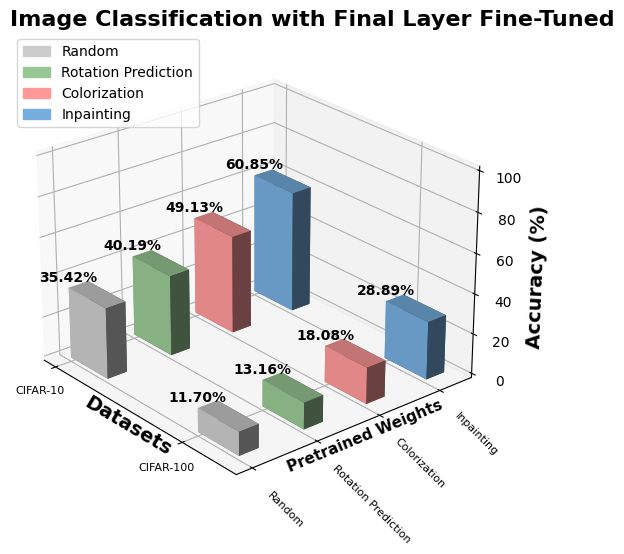 Image Classification with Final Layer Fine-Tuned
Random
Rotation Prediction
Colorization
Inpainting
60.85%
49.13%
40.19%
35.42%
28.89%
18.08%
13.16%
11.70%
100
80
60
40
20
0
Accuracy (%)
CIFAR-10
CIFAR-100
Datasets
Pretrained Weights
Random
Rotation Prediction
Colorization
Inpainting